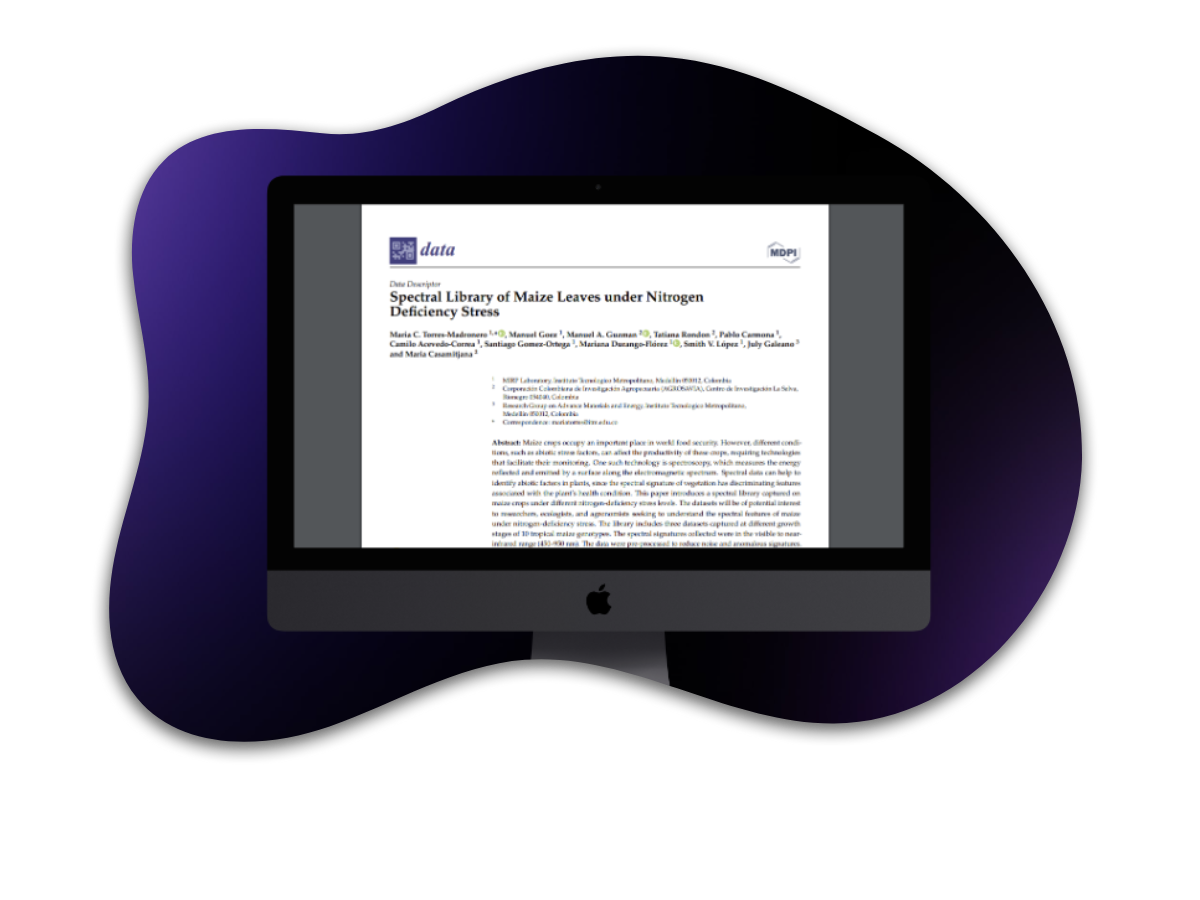 data
MDPI
Data Descriptor
Spectral Library of Maize Leaves under Nitrogen
Deficiency Stress
Maria C. Torres-Madronero 1,*, Manuel Goez 1, Manuel A. Guzman 2, Tatiana Rondon 2, Pablo Carmona 1,
Camilo Acevedo-Correa 3, Santiago Gomez-Ortega 1, Mariana Durango-Flórez 1, Smith V. López 1, July Galeano 3
and Maria Casamitjana 2
1 MIRP Laboratory, Instituto Tecnologico Metropolitano, Medellín 050012, Colombia
2 Corporación Colombiana de Investigación Agropecuaria (AGROSAVIA), Centro de Investigación La Selva,
Rionegro 054040, Colombia
3 Research Group on Advance Materials and Energy, Instituto Tecnologico Metropolitano,
Medellín 050012, Colombia
* Correspondence:
Abstract: Maize crops occupy an important place in world food security. However, different condi-
tions, such as abiotic stress factors, can affect the productivity of these crops, requiring technologies
that facilitate their monitoring. One such technology is spectroscopy, which measures the energy
reflected and emitted by a surface along the electromagnetic spectrum. Spectral data can help to
identify abiotic factors in plants, since the spectral signature of vegetation has discriminating features
associated with the plant's health condition. This paper introduces a spectral library captured on
maize crops under different nitrogen-deficiency stress levels. The datasets will be of potential interest
to researchers, ecologists, and agronomists seeking to understand the spectral features of maize
under nitrogen-deficiency stress. The library includes three datasets captured at different growth
stages of 10 tropical maize genotypes. The spectral signatures collected were in the visible to near-
infrared range (450–950 nm). The data were pre-processed to reduce noise and anomalous signatures.